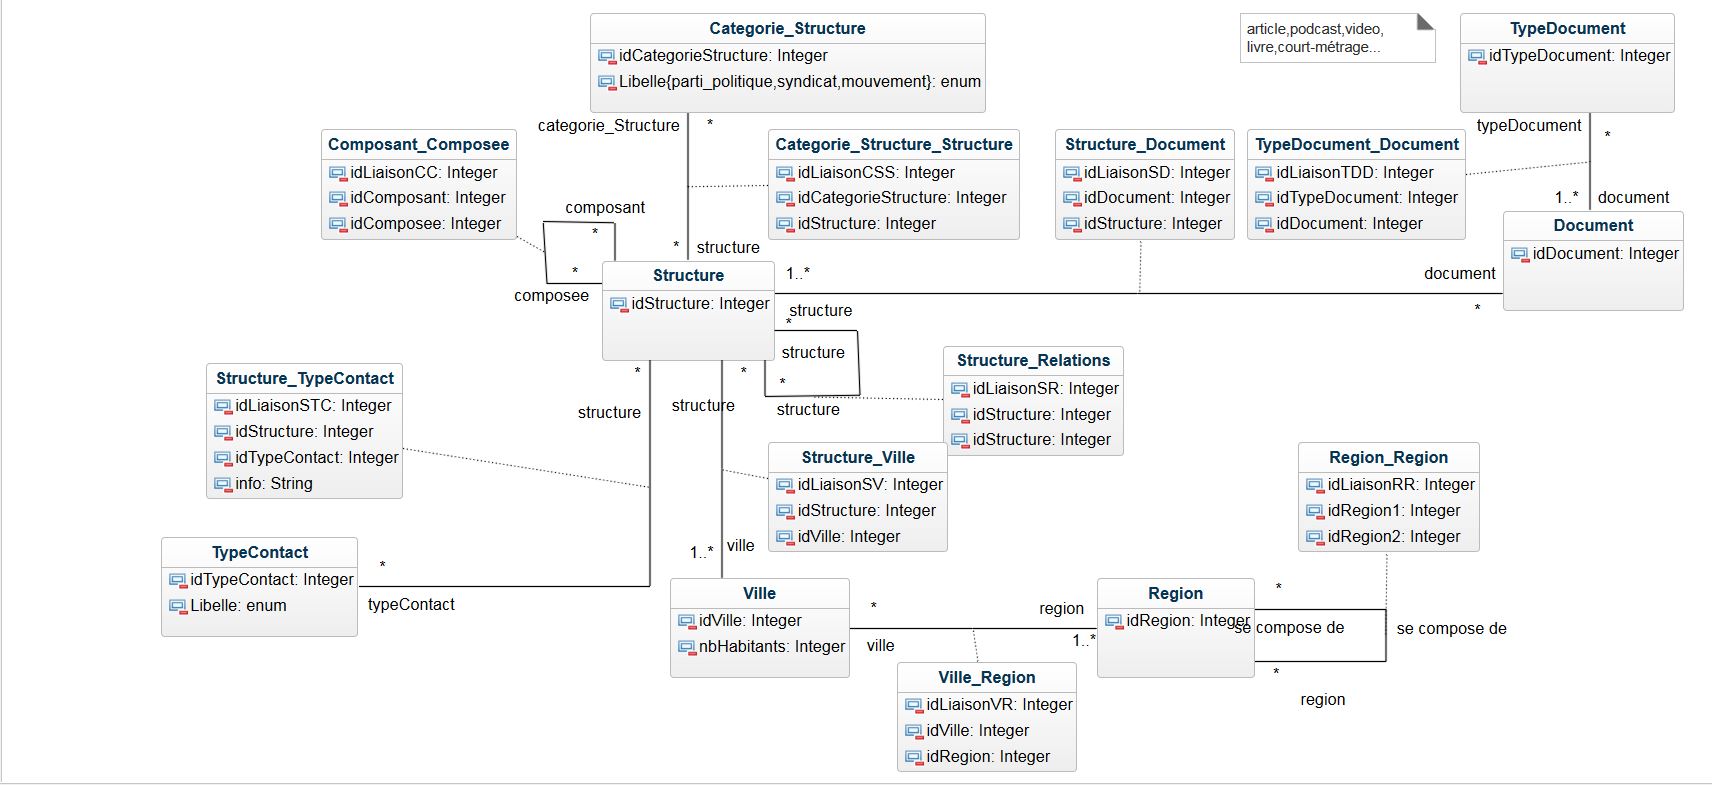 Categorie_Structure
idCategorieStructure: Integer
Libelle{parti_politique,syndicat,mouvement}: enum
article,podcast,video,
livre,court-métrage...
TypeDocument
idTypeDocument: Integer
categorie_Structure
*
typeDocument
*
Composant_Composee
idLiaisonCC: Integer
idComposant: Integer
idComposee: Integer
Categorie_Structure_Structure
idLiaisonCSS: Integer
idCategorieStructure: Integer
idStructure: Integer
Structure_Document
idLiaisonSD: Integer
idDocument: Integer
idStructure: Integer
TypeDocument_Document
idLiaisonTDD: Integer
idTypeDocument: Integer
idDocument: Integer
1..*
document
composant
*
*
structure
*
composee
Document
idDocument: Integer
Structure
idStructure: Integer
1..*
structure
document
*
*
structure
*
structure
Structure_TypeContact
idLiaisonSTC: Integer
idStructure: Integer
idTypeContact: Integer
info: String
*
structure
*
structure
Structure_Relations
idLiaisonSR: Integer
idStructure: Integer
idStructure: Integer
Structure_Ville
idLiaisonSV: Integer
idStructure: Integer
idVille: Integer
Region_Region
idLiaisonRR: Integer
idRegion1: Integer
idRegion2: Integer
TypeContact
idTypeContact: Integer
Libelle: enum
*
typeContact
1..*
ville
Ville
idVille: Integer
nbHabitants: Integer
*
ville
region
1..*
Region
idRegion: Integer
*
se compose de
se compose de
*
region
Ville_Region
idLiaisonVR: Integer
idVille: Integer
idRegion: Integer